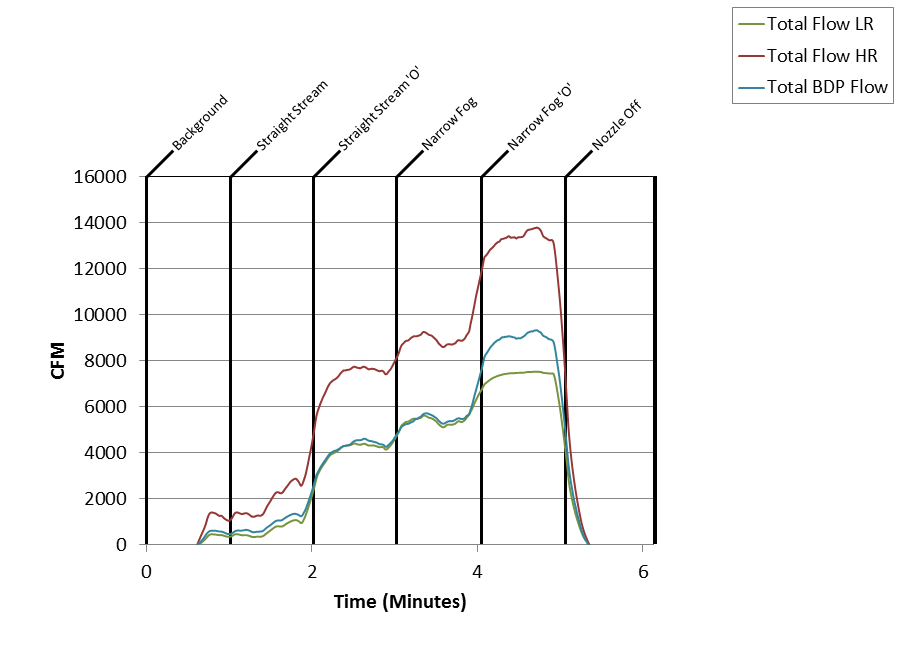 Total Flow LR
Total Flow HR
Total BDP Flow
Background
Straight Stream
Straight Stream 'O'
Narrow Fog
Narrow Fog 'O'
Nozzle Off
16000
14000
12000
10000
8000
6000
4000
2000
0
CFM
0 2 4 6
Time (Minutes)